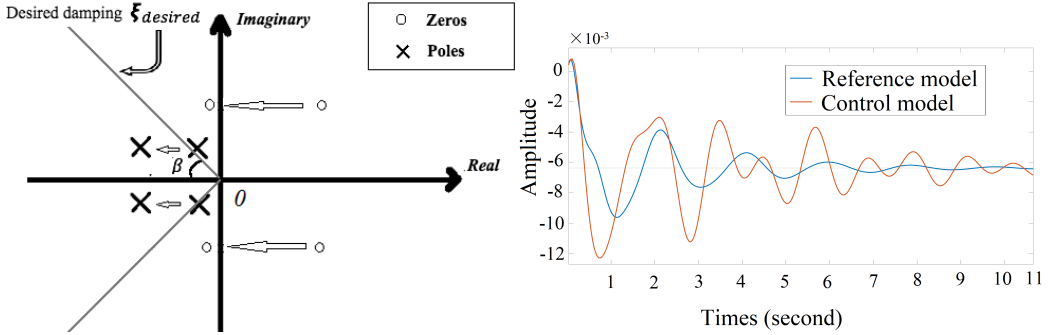 Desired damping ξdesired
Imaginary
Zeros
Poles
β
Real
0
×10⁻³
Reference model
Control model
Amplitude
0
-2
-4
-6
-8
-10
-12
1 2 3 4 5 6 7 8 9 10 11
Times (second)